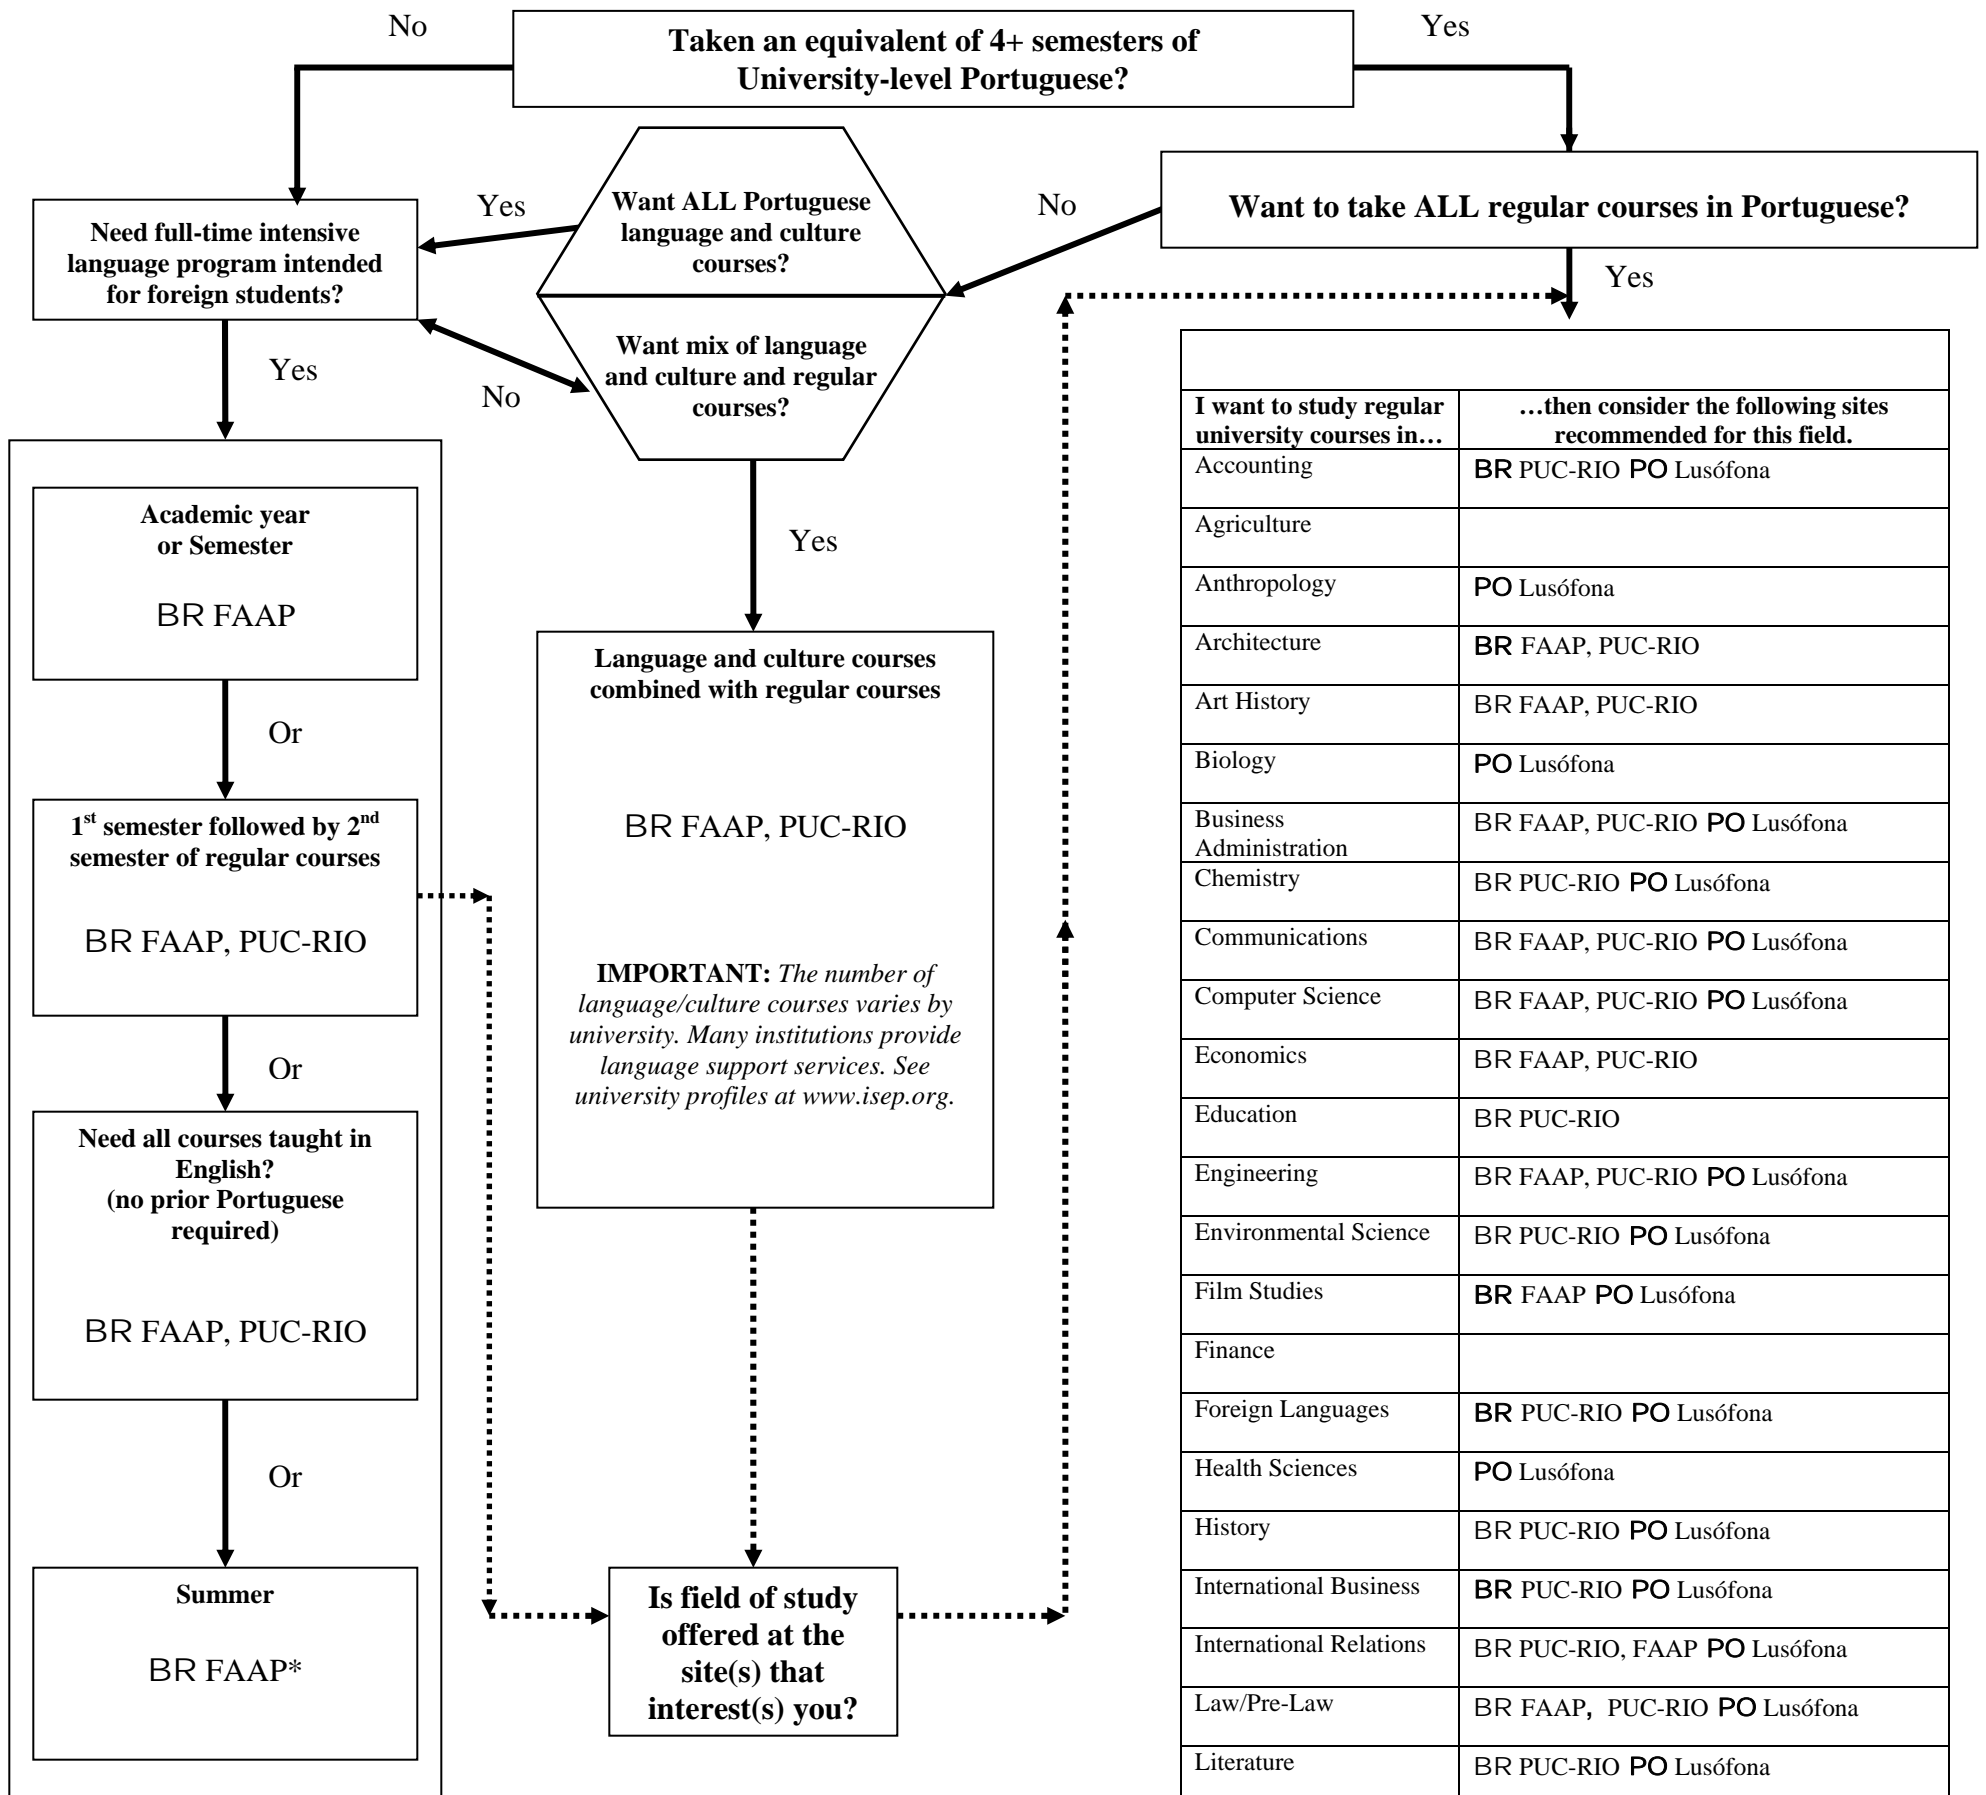 No
Taken an equivalent of 4+ semesters of
University-level Portuguese?
Yes
Need full-time intensive
language program intended
for foreign students?
Yes
Want ALL Portuguese
language and culture
courses?
No
Want to take ALL regular courses in Portuguese?
Yes
Want mix of language
and culture and regular
courses?
No
Yes
Yes
Academic year
or Semester
BR FAAP
Or
1st semester followed by 2nd
semester of regular courses
BR FAAP, PUC-RIO
Or
Need all courses taught in
English?
(no prior Portuguese
required)
BR FAAP, PUC-RIO
Or
Summer
BR FAAP*
Language and culture courses
combined with regular courses
BR FAAP, PUC-RIO
IMPORTANT: The number of
language/culture courses varies by
university. Many institutions provide
language support services. See
university profiles at www.isep.org.
Is field of study
offered at the
site(s) that
interest(s) you?
I want to study regular
university courses in…
…then consider the following sites
recommended for this field.
Accounting
BR PUC-RIO PO Lusófona
Agriculture
Anthropology
PO Lusófona
Architecture
BR FAAP, PUC-RIO
Art History
BR FAAP, PUC-RIO
Biology
PO Lusófona
Business
Administration
BR FAAP, PUC-RIO PO Lusófona
Chemistry
BR PUC-RIO PO Lusófona
Communications
BR FAAP, PUC-RIO PO Lusófona
Computer Science
BR FAAP, PUC-RIO PO Lusófona
Economics
BR FAAP, PUC-RIO
Education
BR PUC-RIO
Engineering
BR FAAP, PUC-RIO PO Lusófona
Environmental Science
BR PUC-RIO PO Lusófona
Film Studies
BR FAAP PO Lusófona
Finance
Foreign Languages
BR PUC-RIO PO Lusófona
Health Sciences
PO Lusófona
History
BR PUC-RIO PO Lusófona
International Business
BR PUC-RIO PO Lusófona
International Relations
BR PUC-RIO, FAAP PO Lusófona
Law/Pre-Law
BR FAAP, PUC-RIO PO Lusófona
Literature
BR PUC-RIO PO Lusófona